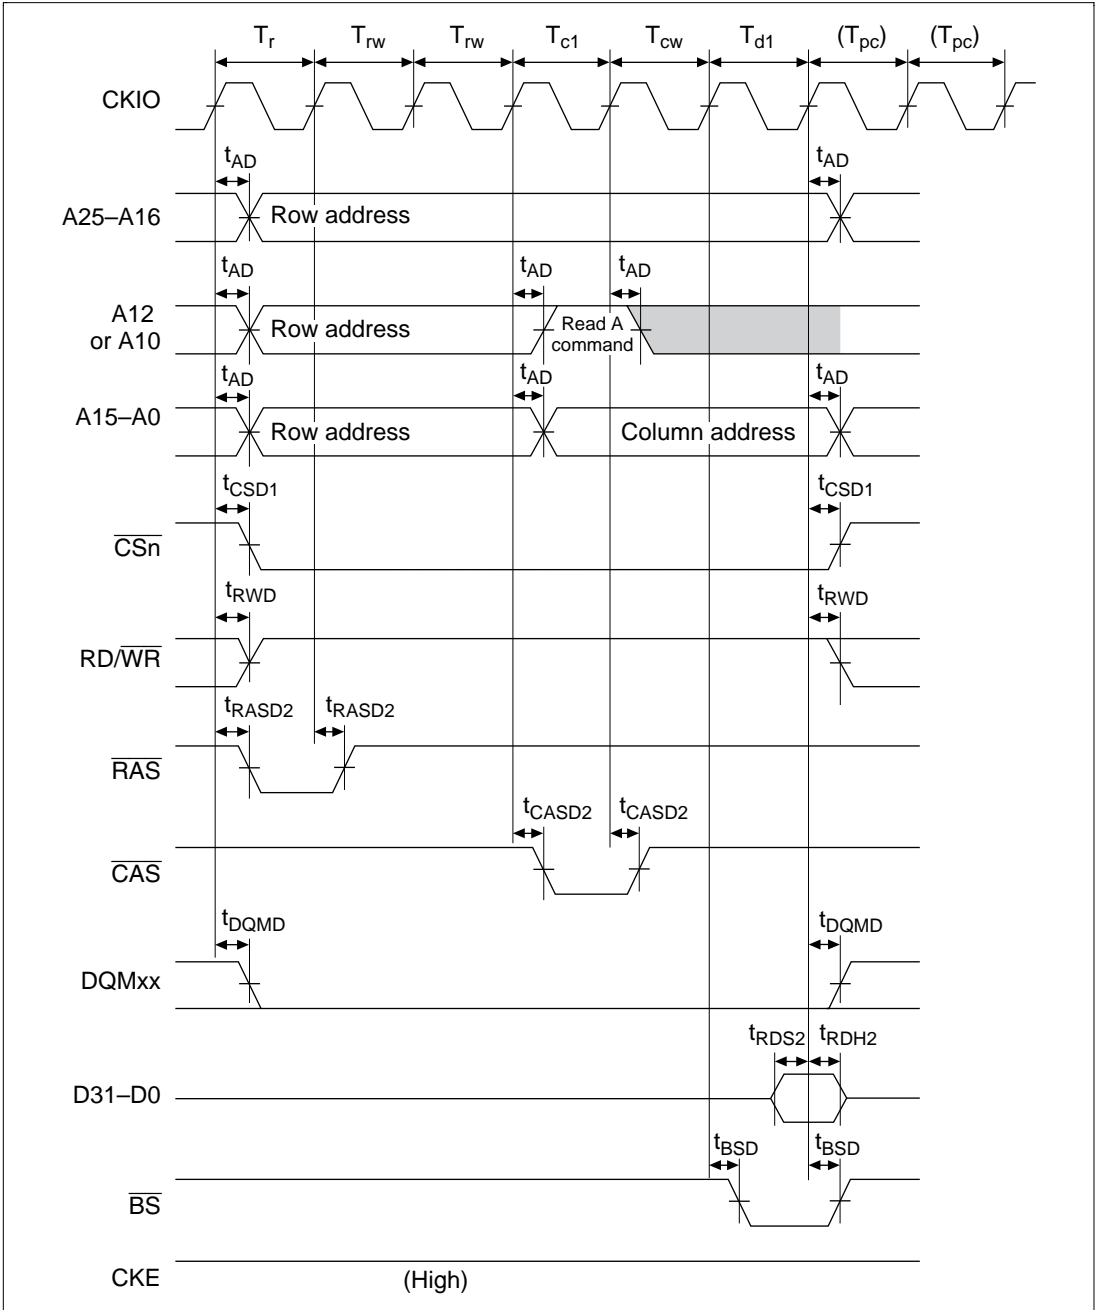 Tr Trw Trw Tc1 Tcw Td1 (Tpc) (Tpc)
CKIO
tAD tAD
A25–A16 Row address
tAD tAD tAD
A12 or A10 Row address Read A command
tAD tAD tAD
A15–A0 Row address Column address
tCSD1 tCSD1
CSn
tRWD tRWD
RD/WR
tRASD2 tRASD2
RAS
tCASD2 tCASD2
CAS
tDQMD tDQMD
DQMxx
tRDS2 tRDH2
D31–D0
tBSD tBSD
BS
CKE (High)